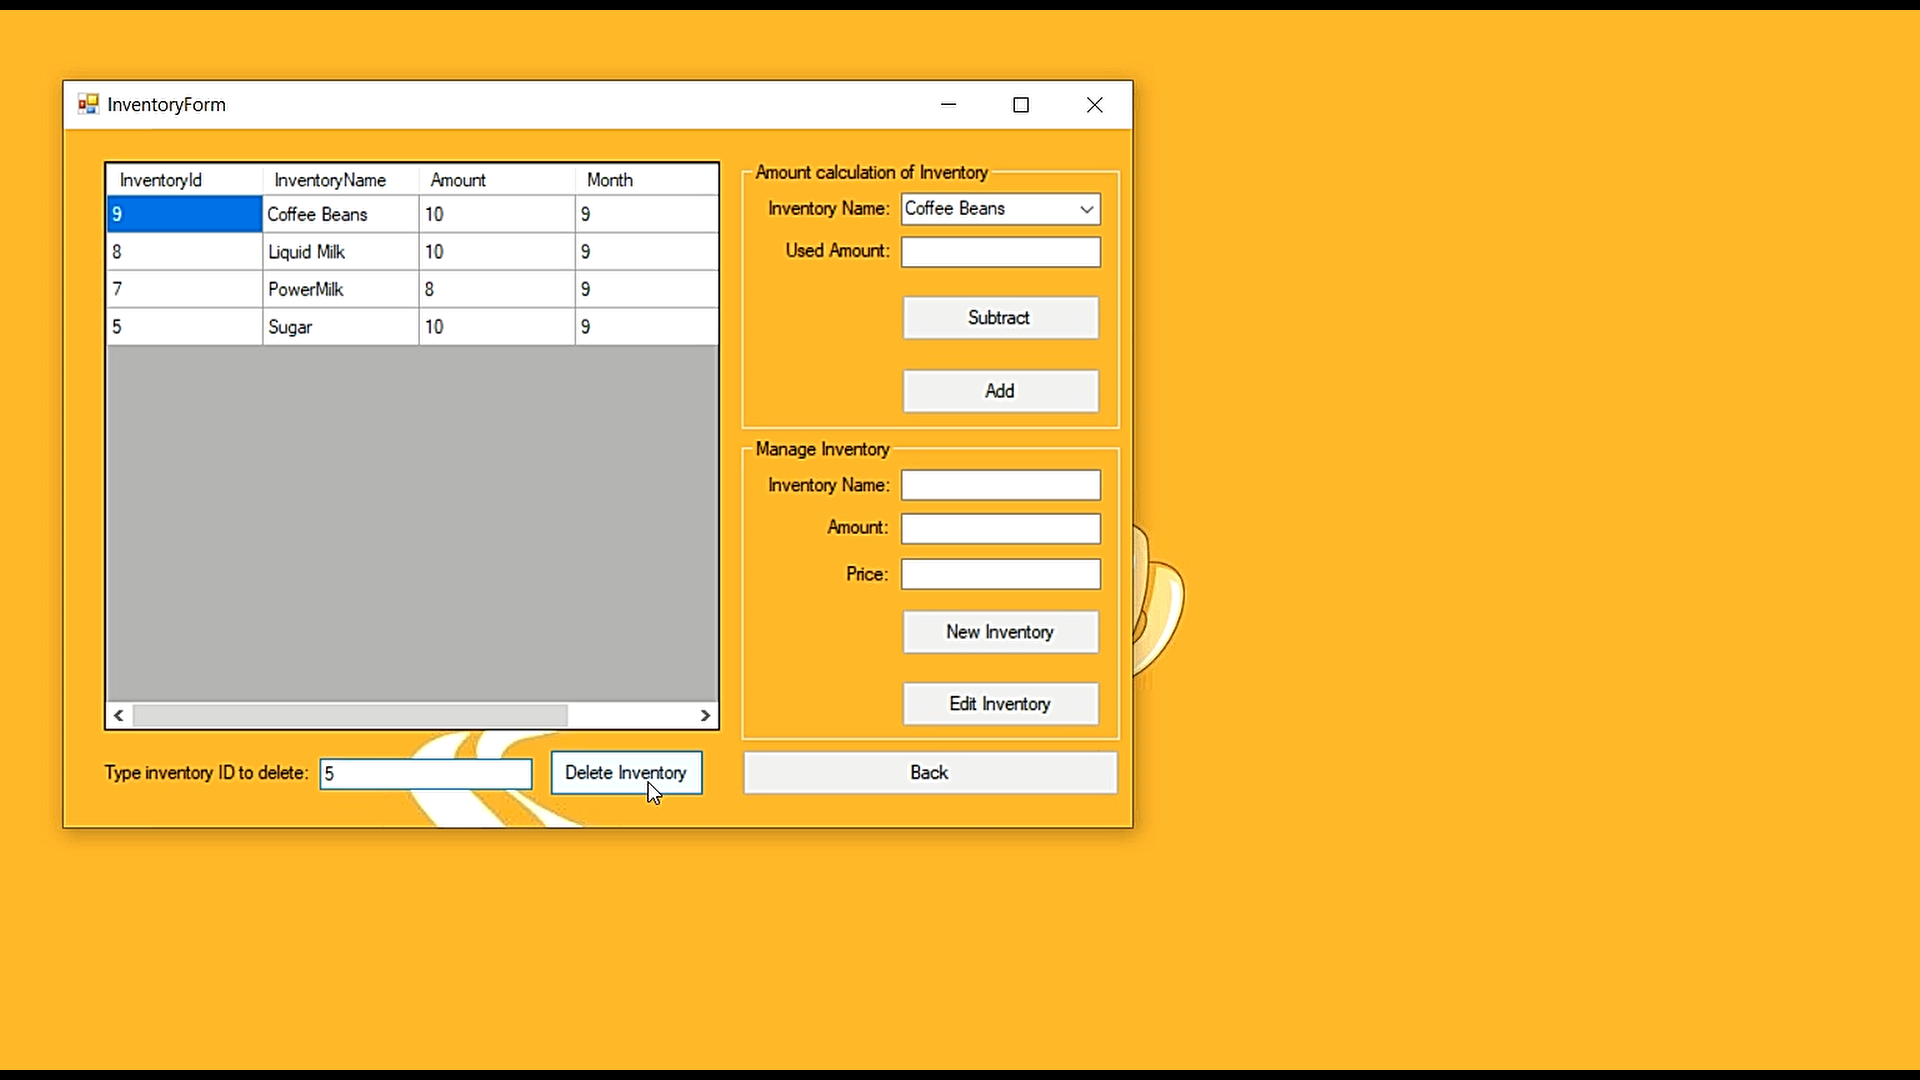 InventoryForm
InventoryId InventoryName Amount Month
9 Coffee Beans 10 9
8 Liquid Milk 10 9
7 PowerMilk 8 9
5 Sugar 10 9
Type inventory ID to delete: 5 Delete Inventory
Amount calculation of Inventory
Inventory Name: Coffee Beans
Used Amount:
Subtract
Add
Manage Inventory
Inventory Name:
Amount:
Price:
New Inventory
Edit Inventory
Back